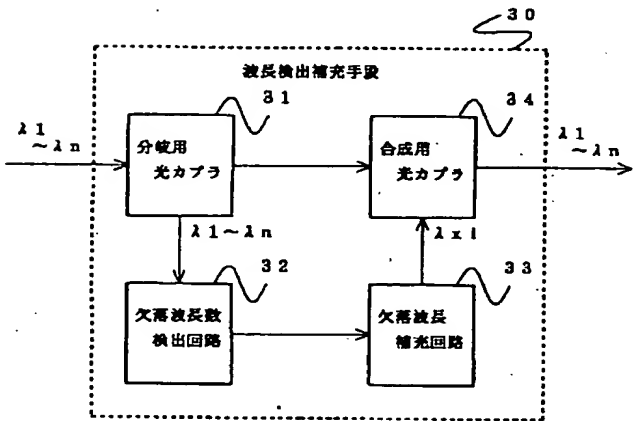 30
波長検出補充手段
31
34
λ1
~λn
分岐用
光カプラ
合成用
光カプラ
λ1
~λn
λ1~λn
λxi
32
33
欠落波長数
検出回路
欠落波長
補充回路